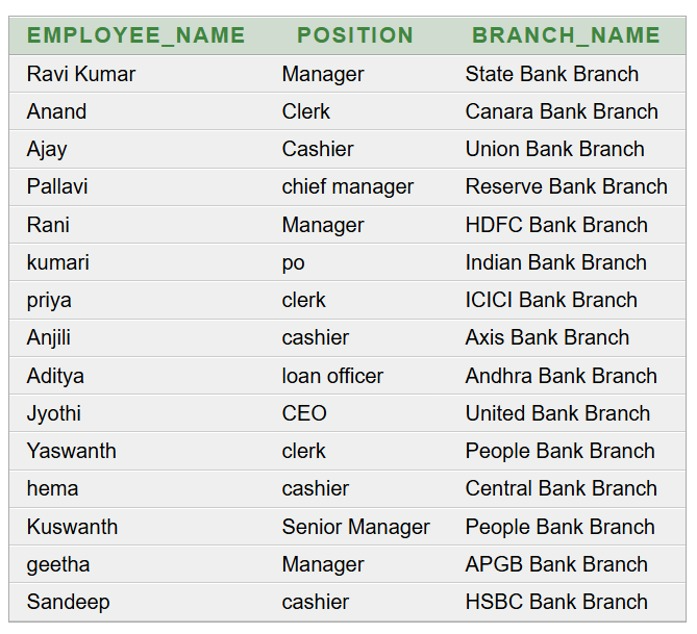 EMPLOYEE_NAME POSITION BRANCH_NAME
Ravi Kumar Manager State Bank Branch
Anand Clerk Canara Bank Branch
Ajay Cashier Union Bank Branch
Pallavi chief manager Reserve Bank Branch
Rani Manager HDFC Bank Branch
kumari po Indian Bank Branch
priya clerk ICICI Bank Branch
Anjili cashier Axis Bank Branch
Aditya loan officer Andhra Bank Branch
Jyothi CEO United Bank Branch
Yaswanth clerk People Bank Branch
hema cashier Central Bank Branch
Kuswanth Senior Manager People Bank Branch
geetha Manager APGB Bank Branch
Sandeep cashier HSBC Bank Branch